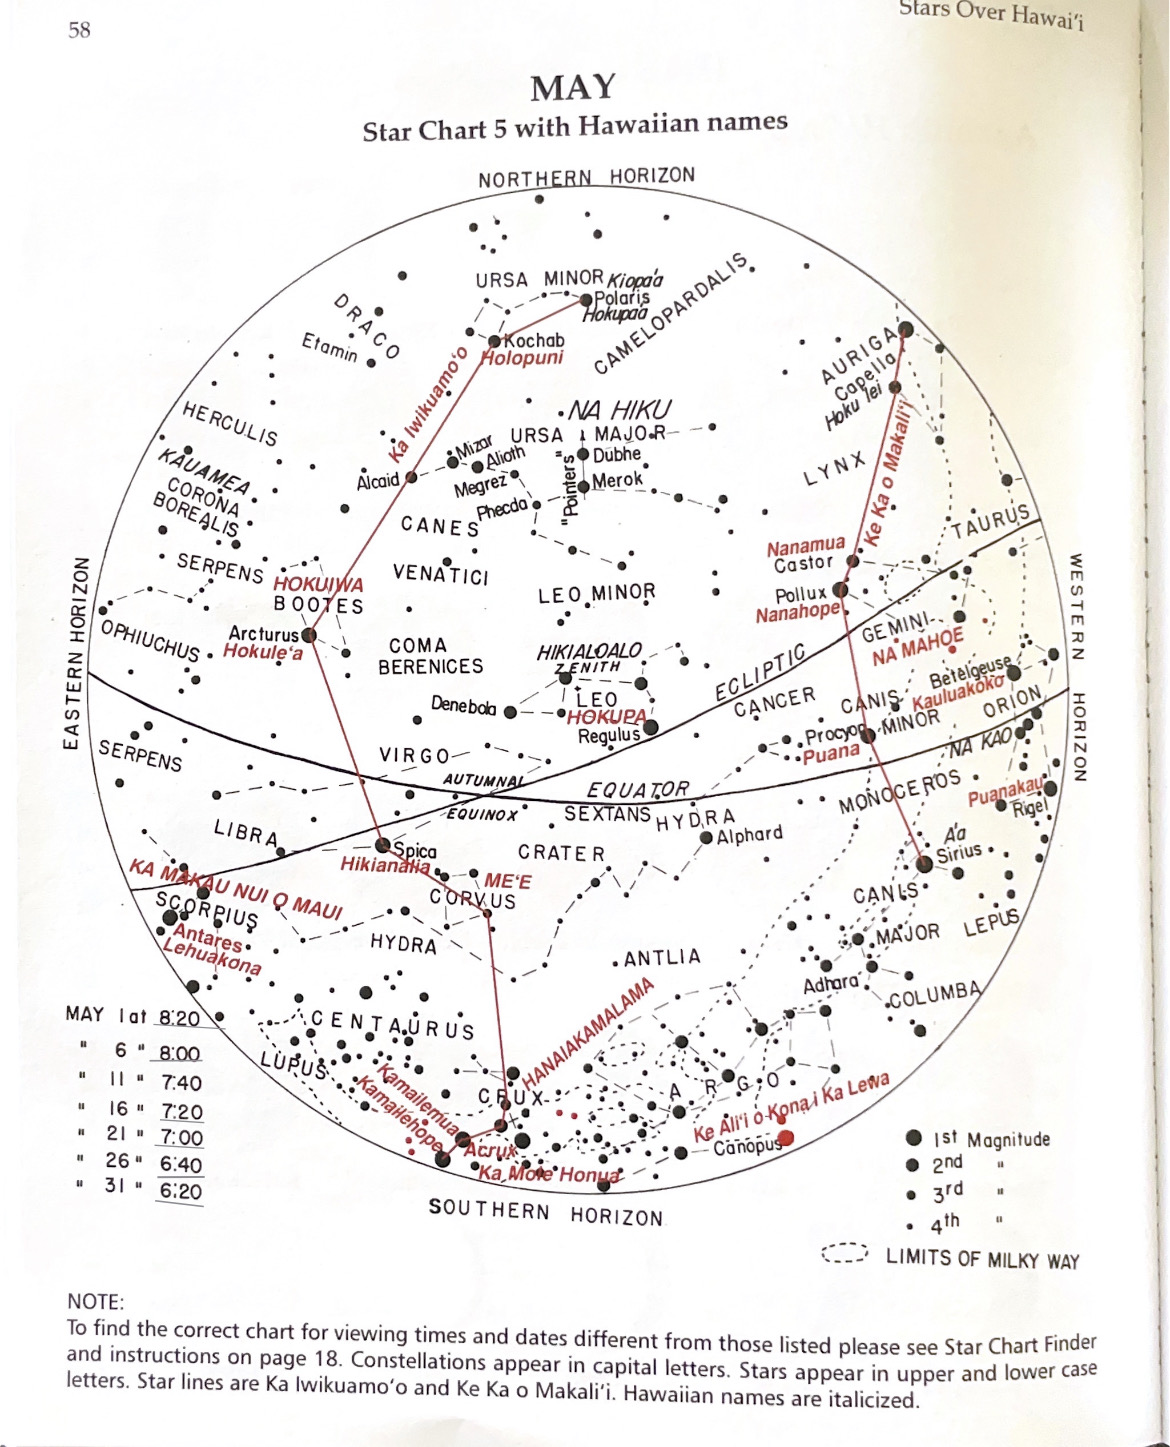 58
Stars Over Hawai‘i
MAY
Star Chart 5 with Hawaiian names
NORTHERN HORIZON
URSA MINOR Kiopa'a
Polaris
Hokupa'a
Kochab
Holopuni
DRACO
Etamin
CAMELOPARDALIS
AURIGA
Capella
Hoku lei
Ka Iwikuamo‘o
Ke Ka o Makali‘i
HERCULIS
NA HIKU
URSA MAJOR
Mizar
Alioth
Dubhe
"Pointers"
Alcaid
Megrez
Merok
Phecda
LYNX
KAUAMEA
CORONA
BOREALIS
CANES
VENATICI
TAURUS
SERPENS
HOKUIWA
BOOTES
LEO MINOR
Nanamua
Castor
Pollux
Nanahope
EASTERN HORIZON
WESTERN HORIZON
OPHIUCHUS
Arcturus
Hokule‘a
COMA
BERENICES
HIKIALOALO
ZENITH
LEO
HOKUPA
Denebola
Regulus
ECLIPTIC
GEMINI
NA MAHOE
Betelgeuse
Kauluakoko
CANCER
CANIS
MINOR
ORION
Procyon
Puana
NA KAO
SERPENS
VIRGO
AUTUMNAL
EQUINOX
EQUATOR
SEXTANS
HYDRA
Alphard
MONOCEROS
Puanakau
Rigel
LIBRA
Spica
Hikianalia
CRATER
A'a
Sirius
KA MAKAU NUI O MAUI
ME‘E
CORVUS
CANIS
MAJOR
LEPUS
SCORPIUS
Antares
Lehuakona
HYDRA
ANTLIA
Adhara
COLUMBA
HANAIAKAMALAMA
CENTAURUS
LUPUS
Kamailemua
Kamailehope
CRUX
ARGO
Ke Ali‘i o Kona i Ka Lewa
Canopus
Acrux
Ka Mole Honua
SOUTHERN HORIZON
MAY 1 at 8:20
" 6 " 8:00
" 11 " 7:40
" 16 " 7:20
" 21 " 7:00
" 26 " 6:40
" 31 " 6:20
1st Magnitude
2nd "
3rd "
4th "
LIMITS OF MILKY WAY
NOTE:
To find the correct chart for viewing times and dates different from those listed please see Star Chart Finder
and instructions on page 18. Constellations appear in capital letters. Stars appear in upper and lower case
letters. Star lines are Ka Iwikuamo‘o and Ke Ka o Makali‘i. Hawaiian names are italicized.